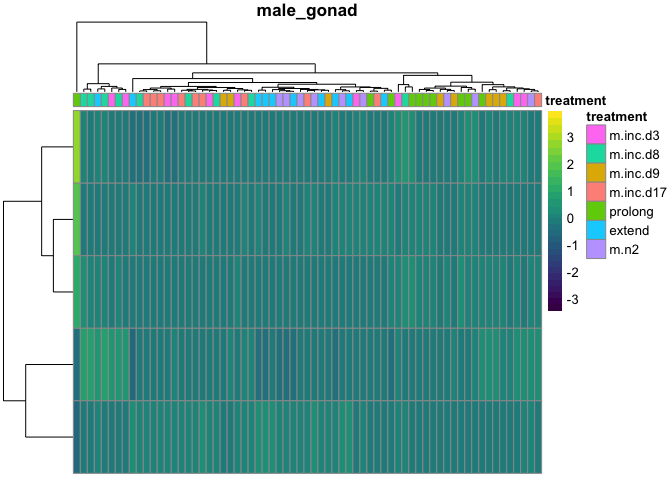 male_gonad
treatment
3
2
1
0
-1
-2
-3
treatment
m.inc.d3
m.inc.d8
m.inc.d9
m.inc.d17
prolong
extend
m.n2